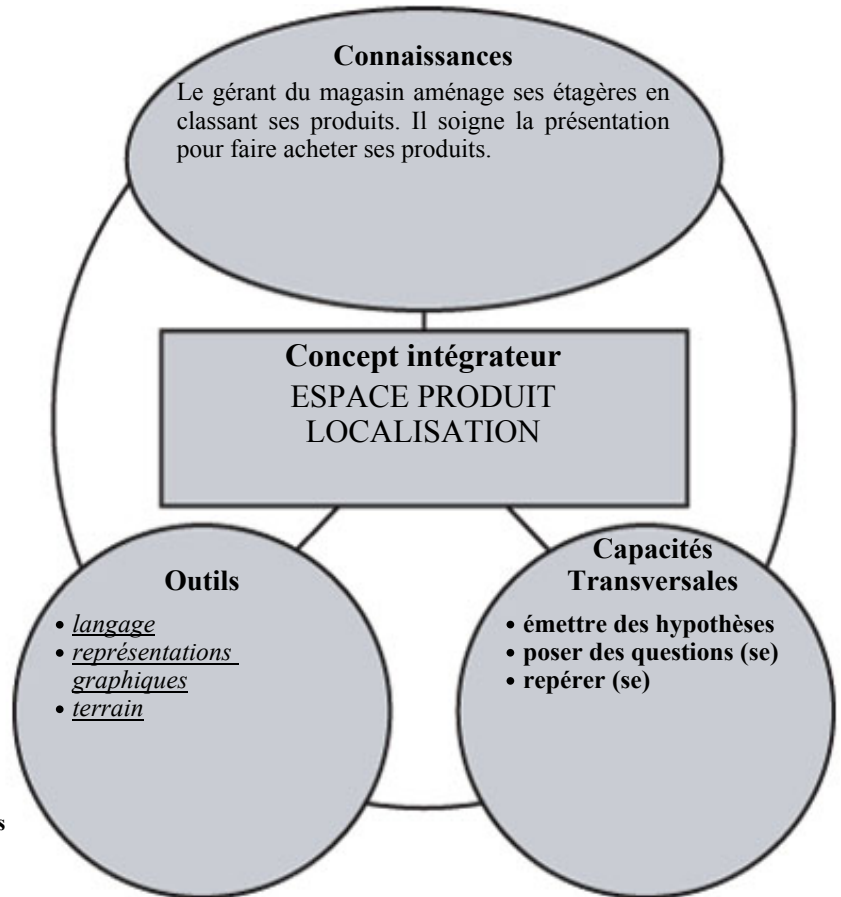 Connaissances
Le gérant du magasin aménage ses étagères en
classant ses produits. Il soigne la présentation
pour faire acheter ses produits.
Concept intégrateur
ESPACE PRODUIT
LOCALISATION
Outils
• langage
• représentations
graphiques
• terrain
Capacités
Transversales
• émettre des hypothèses
• poser des questions (se)
• repérer (se)
s